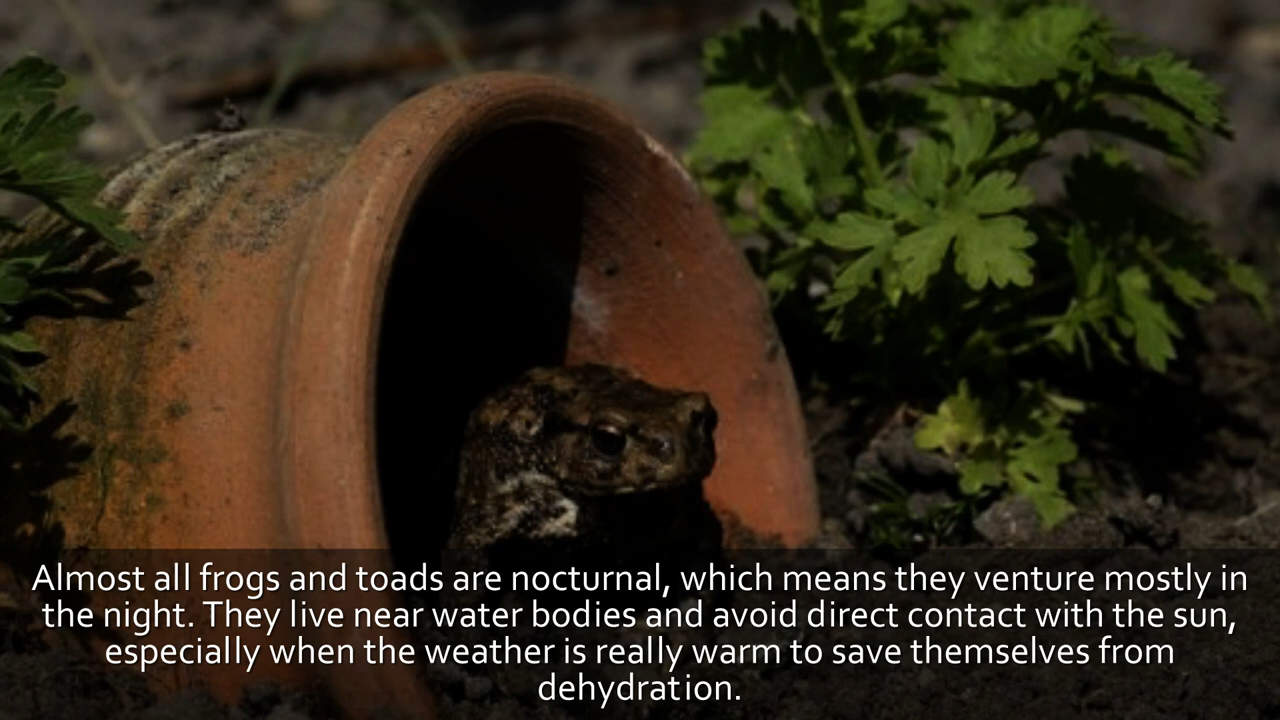 Almost all frogs and toads are nocturnal, which means they venture mostly in
the night. They live near water bodies and avoid direct contact with the sun,
especially when the weather is really warm to save themselves from
dehydration.